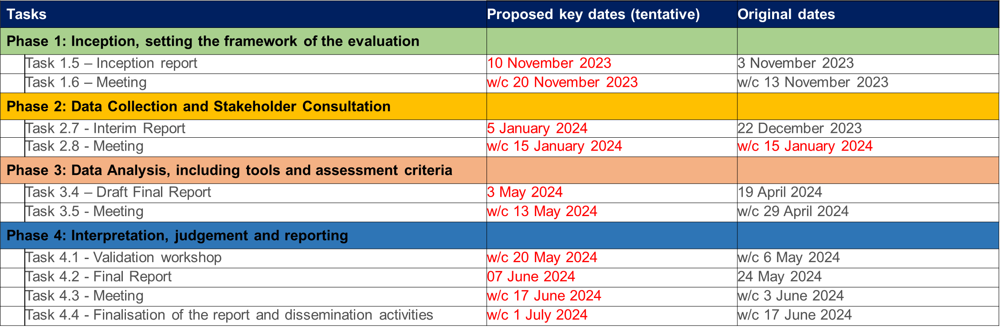 Tasks Proposed key dates (tentative) Original dates
Phase 1: Inception, setting the framework of the evaluation
Task 1.5 – Inception report 10 November 2023 3 November 2023
Task 1.6 – Meeting w/c 20 November 2023 w/c 13 November 2023
Phase 2: Data Collection and Stakeholder Consultation
Task 2.7 - Interim Report 5 January 2024 22 December 2023
Task 2.8 - Meeting w/c 15 January 2024 w/c 15 January 2024
Phase 3: Data Analysis, including tools and assessment criteria
Task 3.4 – Draft Final Report 3 May 2024 19 April 2024
Task 3.5 - Meeting w/c 13 May 2024 w/c 29 April 2024
Phase 4: Interpretation, judgement and reporting
Task 4.1 - Validation workshop w/c 20 May 2024 w/c 6 May 2024
Task 4.2 - Final Report 07 June 2024 24 May 2024
Task 4.3 - Meeting w/c 17 June 2024 w/c 3 June 2024
Task 4.4 - Finalisation of the report and dissemination activities w/c 1 July 2024 w/c 17 June 2024